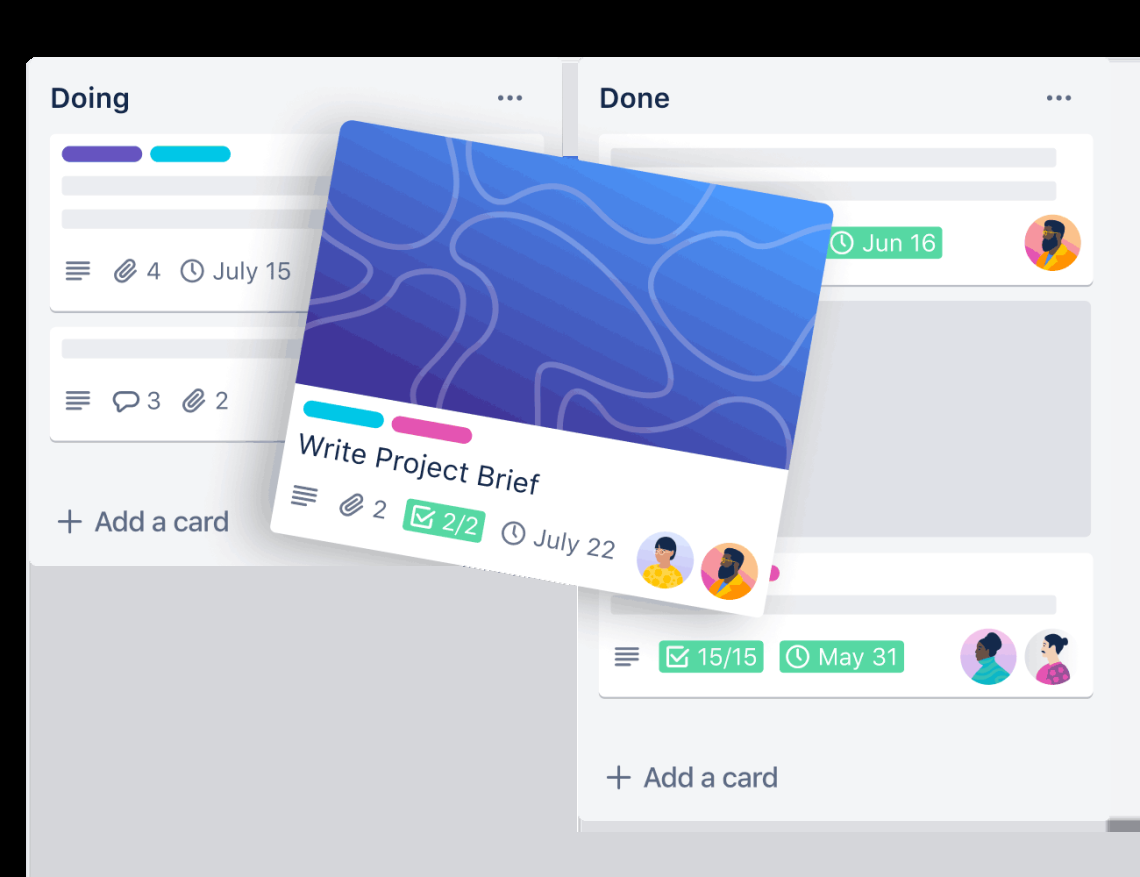 Doing
4 July 15
3 2
+ Add a card
Write Project Brief
2 2/2 July 22
Done
Jun 16
15/15 May 31
+ Add a card